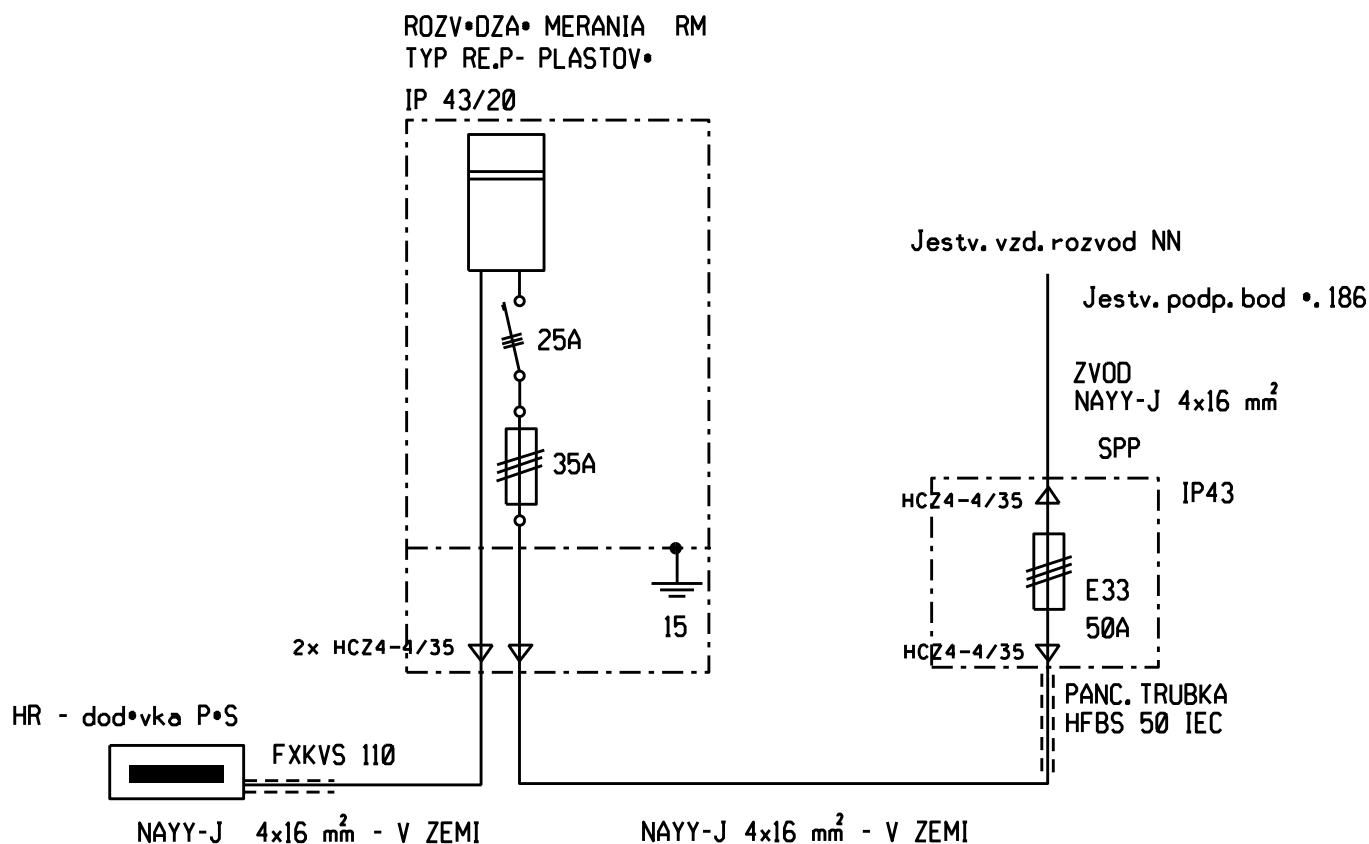 ROZV•DZA• MERANIA RM
TYP RE.P- PLASTOV•
IP 43/20
25A
35A
15
2x HCZ4-4/35
Jestv. vzd. rozvod NN
Jestv. podp. bod •. 186
ZVOD
NAYY-J 4x16 mm²
SPP
IP43
HCZ4-4/35
E33
50A
HCZ4-4/35
PANC. TRUBKA
HFBS 50 IEC
HR - dod•vka P•S
FXKVS 110
NAYY-J 4x16 mm² - V ZEMI
NAYY-J 4x16 mm² - V ZEMI